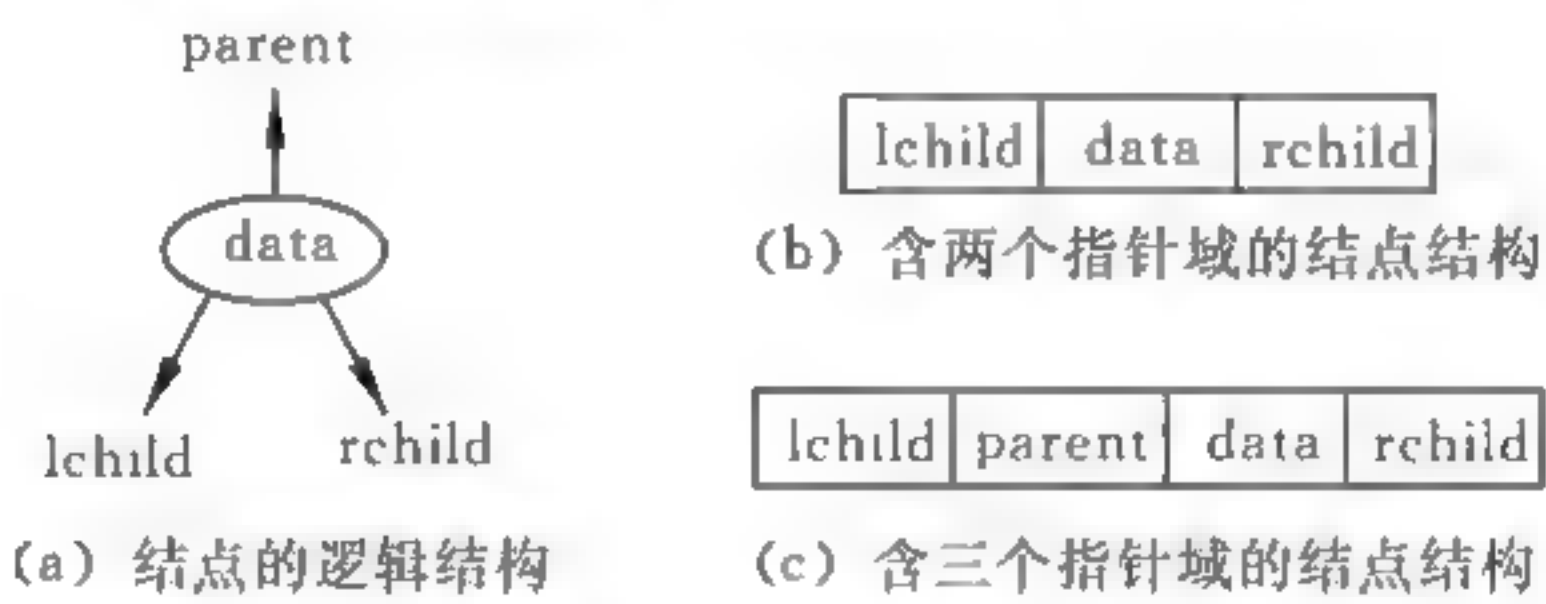 parent
data
lchild
rchild
(a) 结点的逻辑结构
lchild data rchild
(b) 含两个指针域的结点结构
lchild parent data rchild
(c) 含三个指针域的结点结构